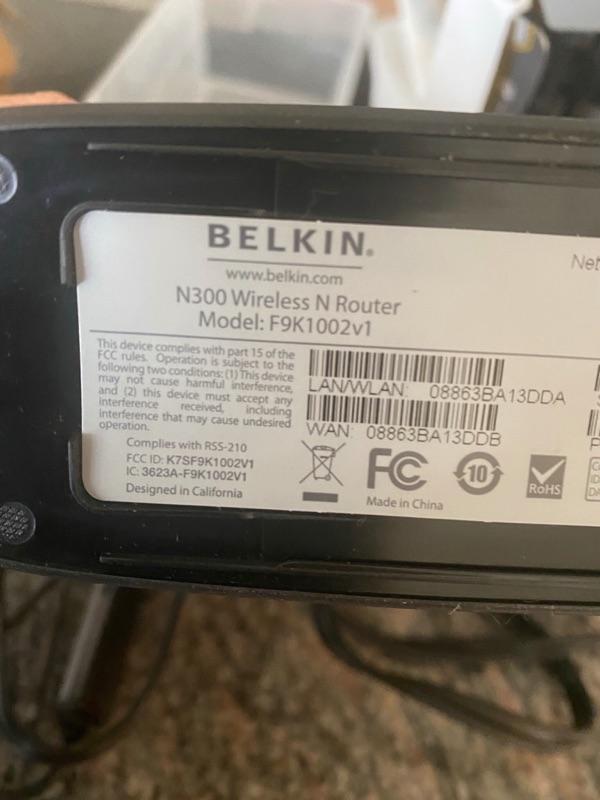 BELKIN.
www.belkin.com
N300 Wireless N Router
Model: F9K1002v1
Net
This device complies with part 15 of the
FCC rules. Operation is subject to the
following two conditions: (1) This device
may not cause harmful interference,
and (2) this device must accept any
interference received, including
interference that may cause undesired
operation.
Complies with RSS-210
FCC ID: K7SF9K1002V1
IC: 3623A-F9K1002V1
Designed in California
LAN/WLAN: 08863BA13DDA
WAN: 08863BA13DDB
FC
Made in China
10
RoHS